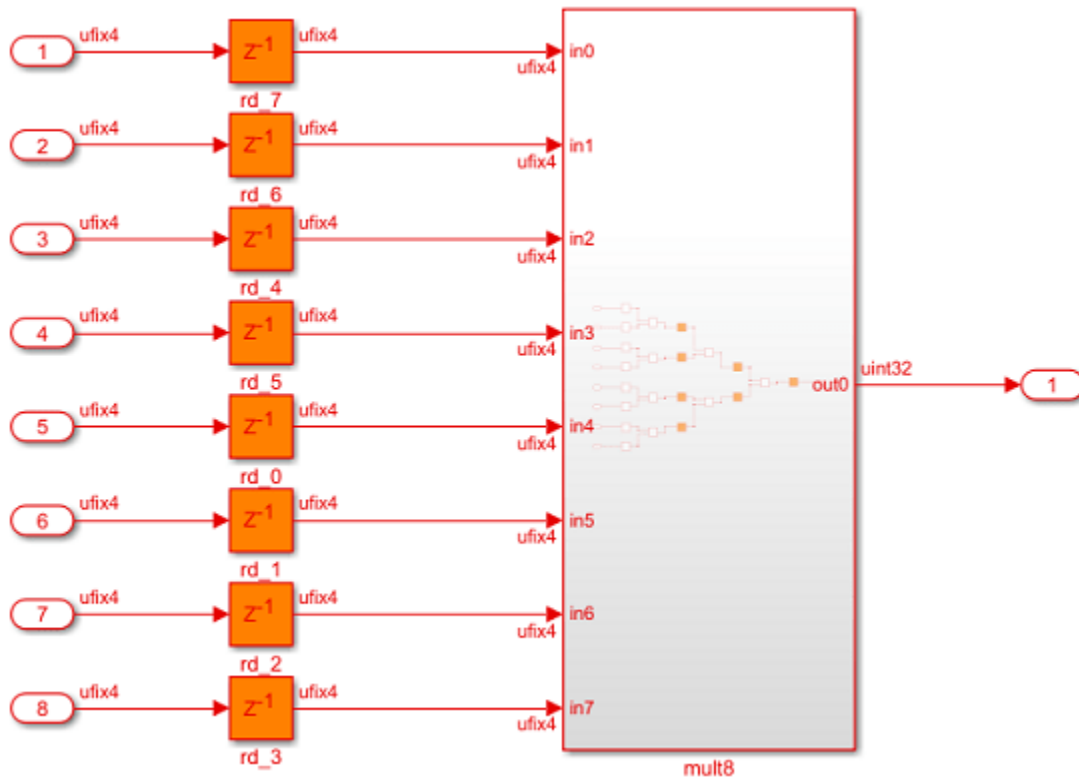 1 ufix4 Z-1 ufix4 ufix4 in0
rd_7
2 ufix4 Z-1 ufix4 ufix4 in1
rd_6
3 ufix4 Z-1 ufix4 ufix4 in2
rd_4
4 ufix4 Z-1 ufix4 ufix4 in3
rd_5
out0 uint32 1
5 ufix4 Z-1 ufix4 ufix4 in4
rd_0
6 ufix4 Z-1 ufix4 ufix4 in5
rd_1
7 ufix4 Z-1 ufix4 ufix4 in6
rd_2
8 ufix4 Z-1 ufix4 ufix4 in7
rd_3
mult8